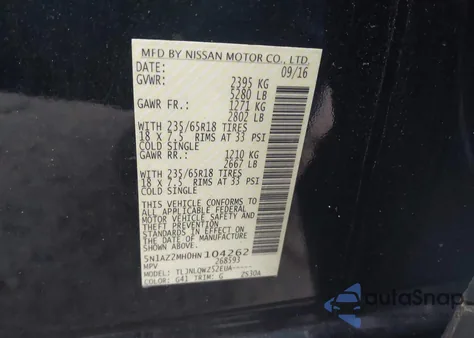 MFD BY NISSAN MOTOR CO., LTD.
DATE: 09/16
GVWR: 2395 KG
5280 LB
GAWR FR.: 1271 KG
2802 LB
WITH 235/65R18 TIRES
18 X 7.5 RIMS AT 33 PSI
COLD SINGLE
GAWR RR.: 1210 KG
2667 LB
WITH 235/65R18 TIRES
18 X 7.5 RIMS AT 33 PSI
COLD SINGLE
THIS VEHICLE CONFORMS TO
ALL APPLICABLE FEDERAL
MOTOR VEHICLE SAFETY AND
THEFT PREVENTION
STANDARDS IN EFFECT ON
THE DATE OF MANUFACTURE
SHOWN ABOVE.
5N1AZ2MH0HN104262
MPV 268593
MODEL: TLJNLQWZ52EUA-----
COLOR: G41 TRIM: G ZS10A
autoSnap